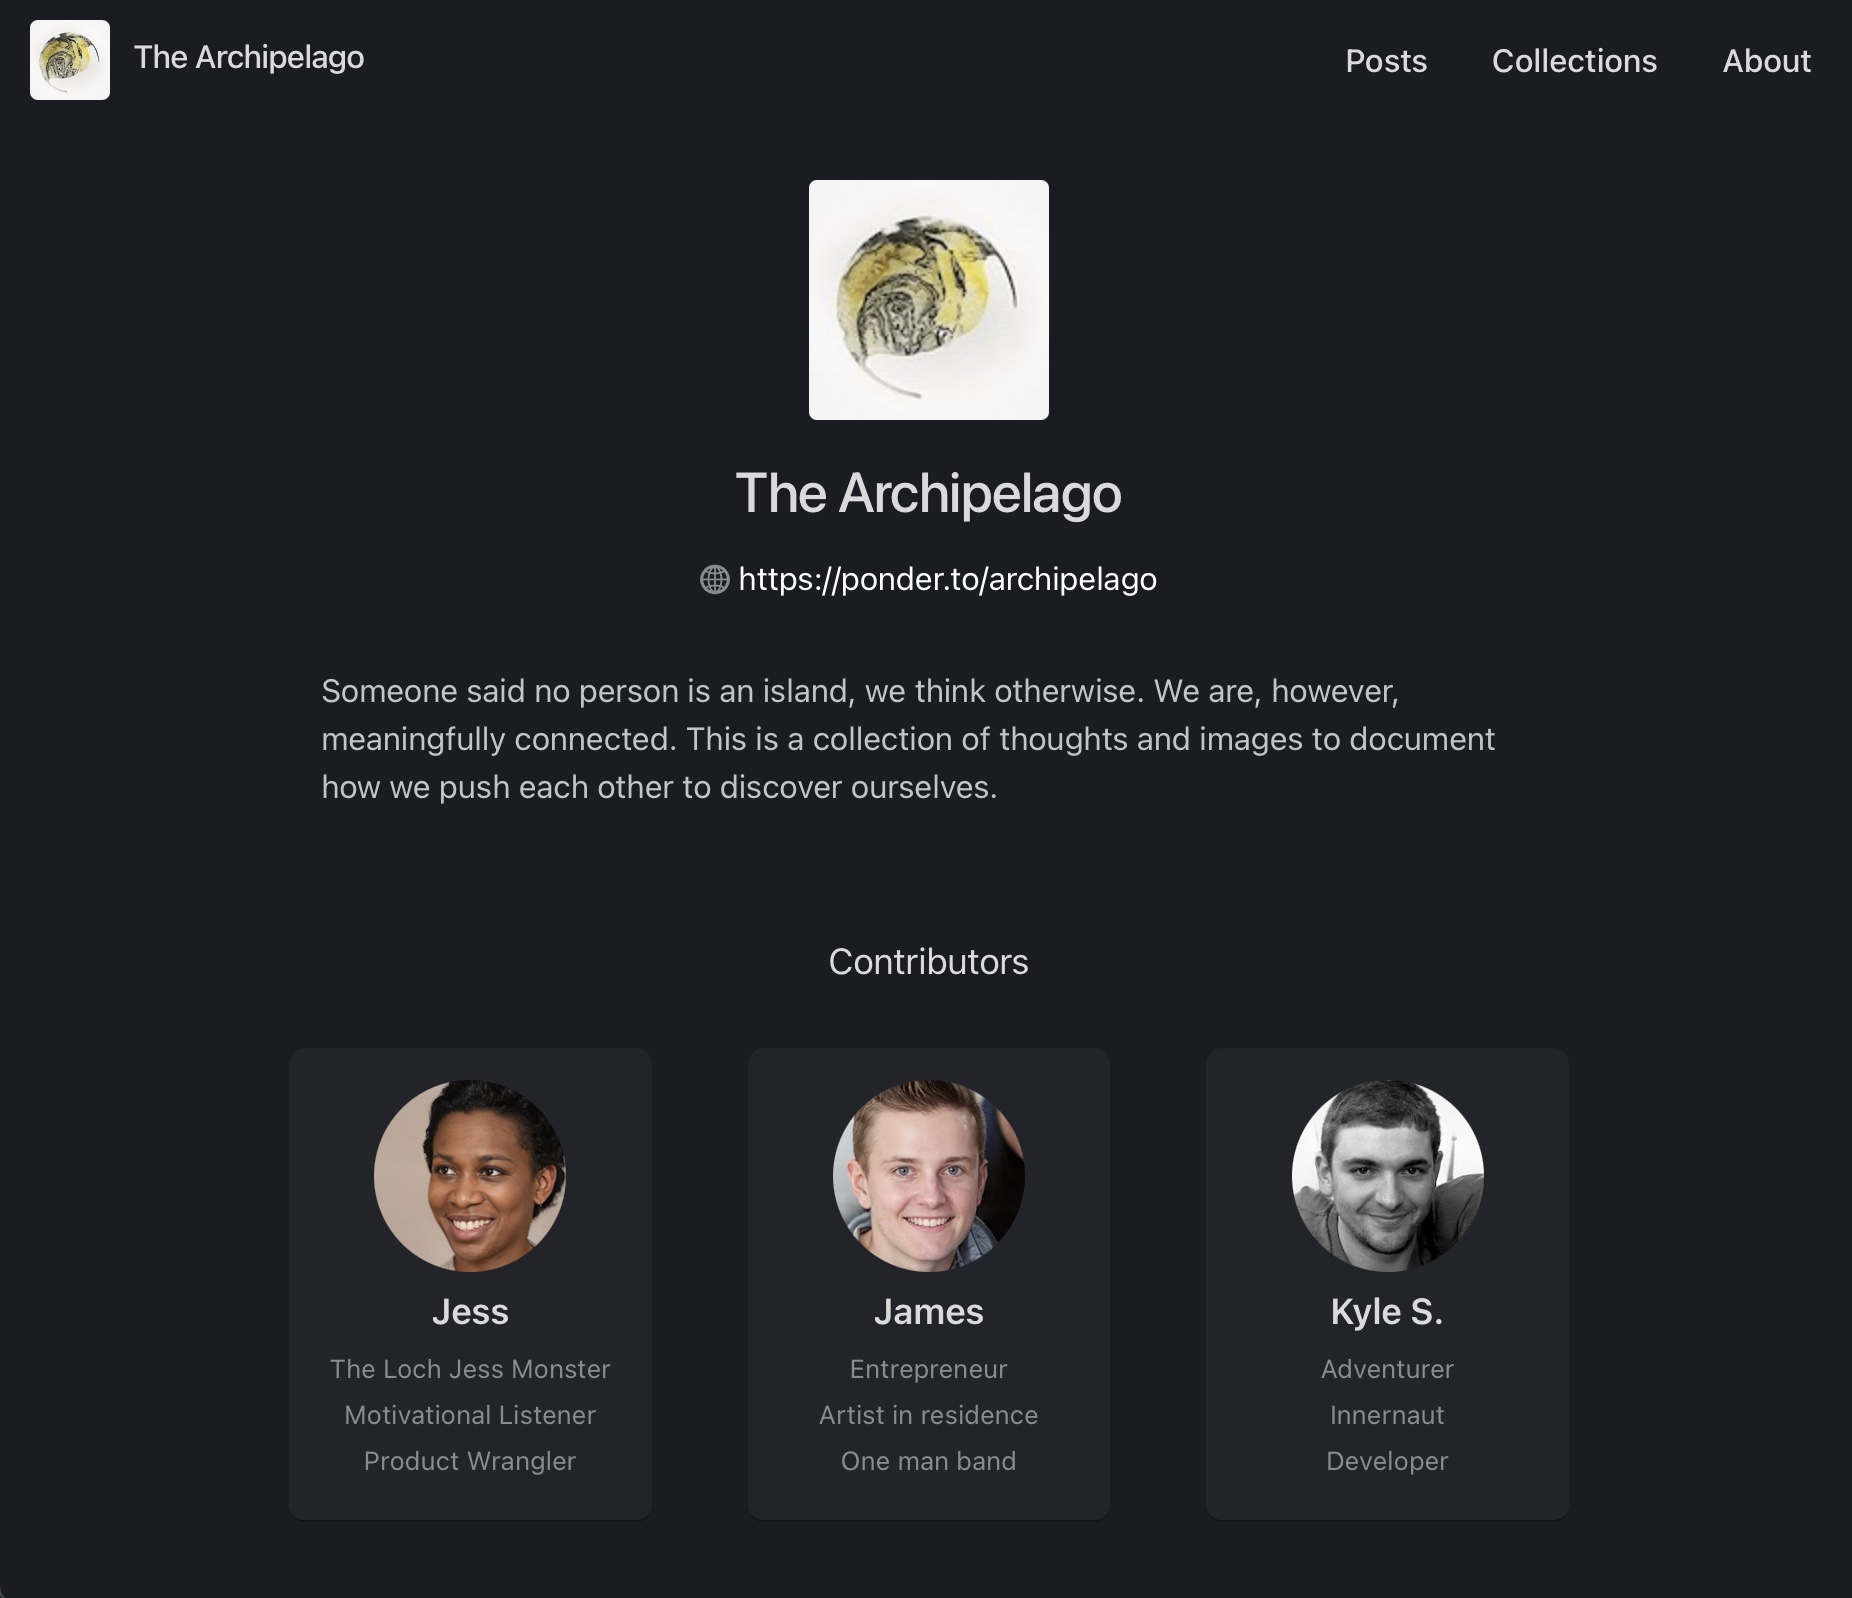 The Archipelago
Posts
Collections
About
The Archipelago
https://ponder.to/archipelago
Someone said no person is an island, we think otherwise. We are, however,
meaningfully connected. This is a collection of thoughts and images to document
how we push each other to discover ourselves.
Contributors
Jess
The Loch Jess Monster
Motivational Listener
Product Wrangler
James
Entrepreneur
Artist in residence
One man band
Kyle S.
Adventurer
Innernaut
Developer